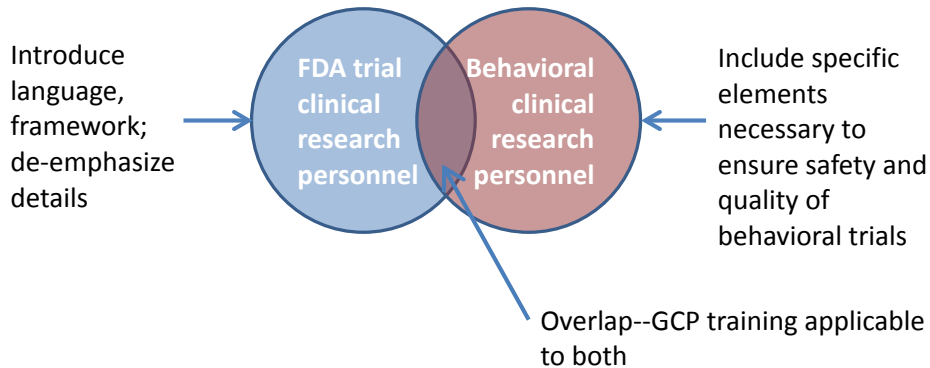 Introduce
language,
framework;
de-emphasize
details
FDA trial
clinical
research
personnel
Behavioral
clinical
research
personnel
Include specific
elements
necessary to
ensure safety and
quality of
behavioral trials
Overlap--GCP training applicable
to both